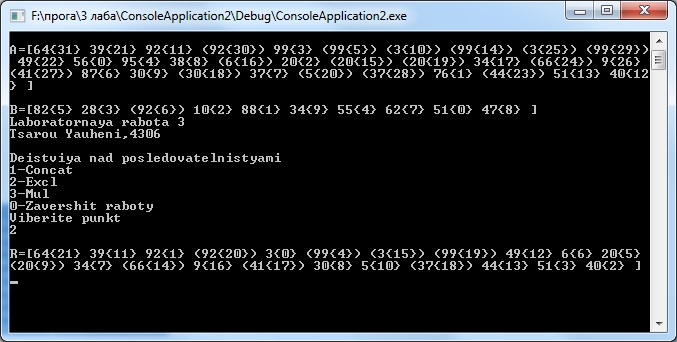 F:\прога\3 лаба\ConsoleApplication2\Debug\ConsoleApplication2.exe
A=[64{31} 39{21} 92{11} (92{30}) 99{3} (99{5}) (3{10}) (99{14}) (3{25}) (99{29})
49{22} 56{0} 95{4} 38{8} (6{16}) 20{2} (20{15}) (20{19}) 34{17} (66{24}) 9{26}
(41{27}) 87{6} 30{9} (30{18}) 37{7} (5{20}) (37{28}) 76{1} (44{23}) 51{13} 40{12
} ]
B=[82{5} 28{3} (92{6}) 10{2} 88{1} 34{9} 55{4} 62{7} 51{0} 47{8} ]
Laboratornaya rabota 3
Tsarou Yauheni,4306
Deistviya nad posledovatelnistyami
1-Concat
2-Excl
3-Mul
0-Zavershit raboty
Viberite punkt
2
R=[64{21} 39{11} 92{1} (92{20}) 3{0} (99{4}) (3{15}) (99{19}) 49{12} 6{6} 20{5}
(20{9}) 34{7} (66{14}) 9{16} (41{17}) 30{8} 5{10} (37{18}) 44{13} 51{3} 40{2} ]